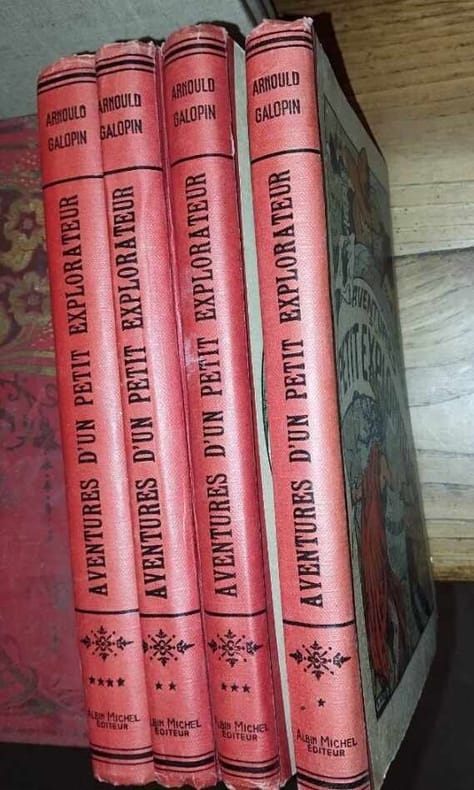 ARNOULD
GALOPIN
AVENTURES D'UN PETIT EXPLORATEUR
****
ALBIN MICHEL
EDITEUR
ARNOULD
GALOPIN
AVENTURES D'UN PETIT EXPLORATEUR
**
ALBIN MICHEL
EDITEUR
ARNOULD
GALOPIN
AVENTURES D'UN PETIT EXPLORATEUR
***
ALBIN MICHEL
EDITEUR
ARNOULD
GALOPIN
AVENTURES D'UN PETIT EXPLORATEUR
*
ALBIN MICHEL
EDITEUR